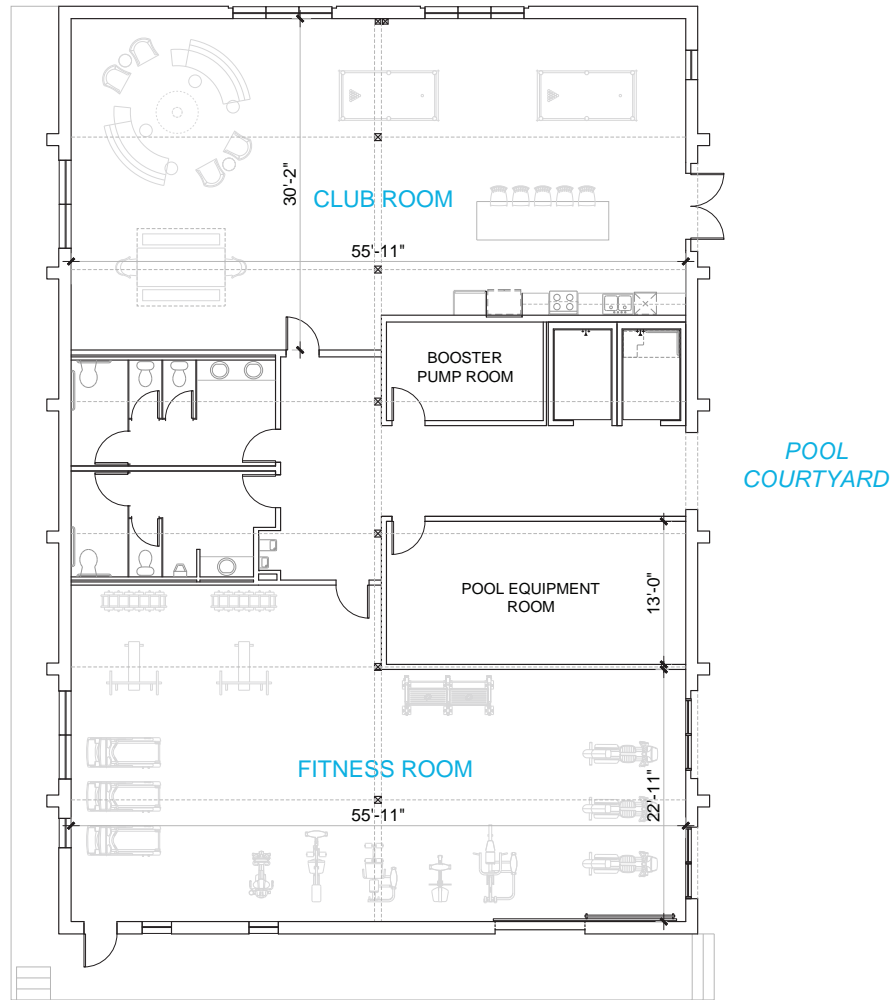 30'-2"
CLUB ROOM
55'-11"
BOOSTER
PUMP ROOM
POOL
COURTYARD
POOL EQUIPMENT
ROOM
13'-0"
FITNESS ROOM
22'-11"
55'-11"